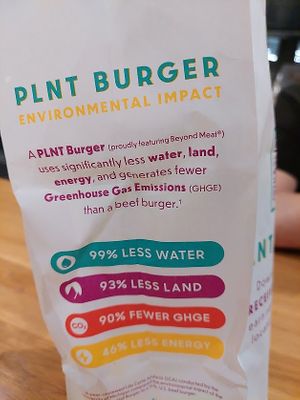 PLNT BURGER
ENVIRONMENTAL IMPACT
A PLNT Burger (proudly featuring Beyond Meat®)
uses significantly less water, land,
energy, and generates fewer
Greenhouse Gas Emissions (GHGE)
than a beef burger.¹
99% LESS WATER
93% LESS LAND
CO₂ 90% FEWER GHGE
46% LESS ENERGY